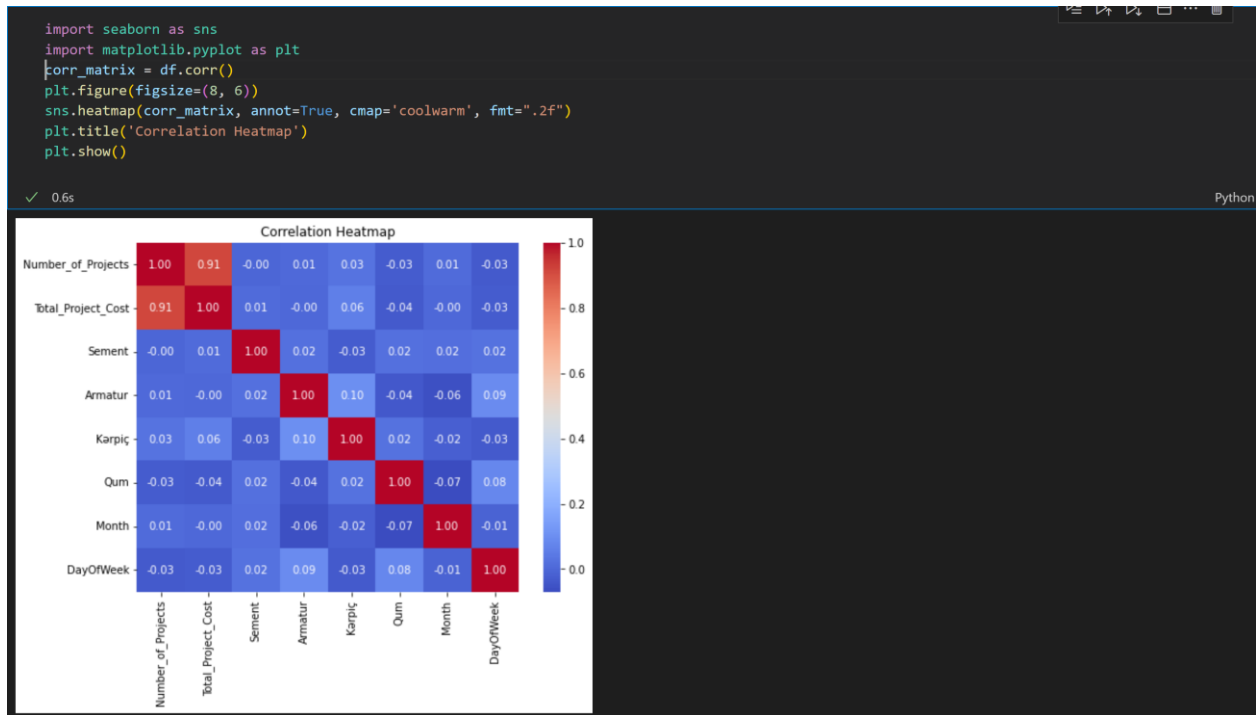 import seaborn as sns
import matplotlib.pyplot as plt
corr_matrix = df.corr()
plt.figure(figsize=(8, 6))
sns.heatmap(corr_matrix, annot=True, cmap='coolwarm', fmt=".2f")
plt.title('Correlation Heatmap')
plt.show()
0.6s
Python
Correlation Heatmap
Number_of_Projects 1.00 0.91 -0.00 0.01 0.03 -0.03 0.01 -0.03
Total_Project_Cost 0.91 1.00 0.01 -0.00 0.06 -0.04 -0.00 -0.03
Sement -0.00 0.01 1.00 0.02 -0.03 0.02 0.02 0.02
Armatur 0.01 -0.00 0.02 1.00 0.10 -0.04 -0.06 0.09
Kərpiç 0.03 0.06 -0.03 0.10 1.00 0.02 -0.02 -0.03
Qum -0.03 -0.04 0.02 -0.04 0.02 1.00 -0.07 0.08
Month 0.01 -0.00 0.02 -0.06 -0.02 -0.07 1.00 -0.01
DayOfWeek -0.03 -0.03 0.02 0.09 -0.03 0.08 -0.01 1.00
Number_of_Projects
Total_Project_Cost
Sement
Armatur
Kərpiç
Qum
Month
DayOfWeek
1.0
0.8
0.6
0.4
0.2
0.0